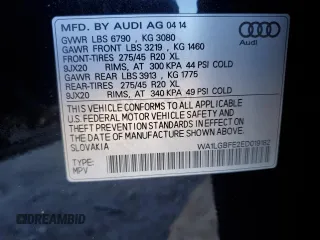 MFD. BY AUDI AG 04 14
GVWR LBS 6790 , KG 3080
GAWR FRONT LBS 3219 , KG 1460
FRONT-TIRES 275/45 R20 XL
9JX20 RIMS, AT 300 KPA 44 PSI COLD
GAWR REAR LBS 3913 , KG 1775
REAR-TIRES 275/45 R20 XL
9JX20 RIMS, AT 340 KPA 49 PSI COLD
THIS VEHICLE CONFORMS TO ALL APPLICABLE
U.S. FEDERAL MOTOR VEHICLE SAFETY
STANDARDS IN EFFECT ON THE DATE OF
MANUFACTURE SHOWN ABOVE.
SLOVAKIA
TYPE:
MPV
Audi
DREAMBID